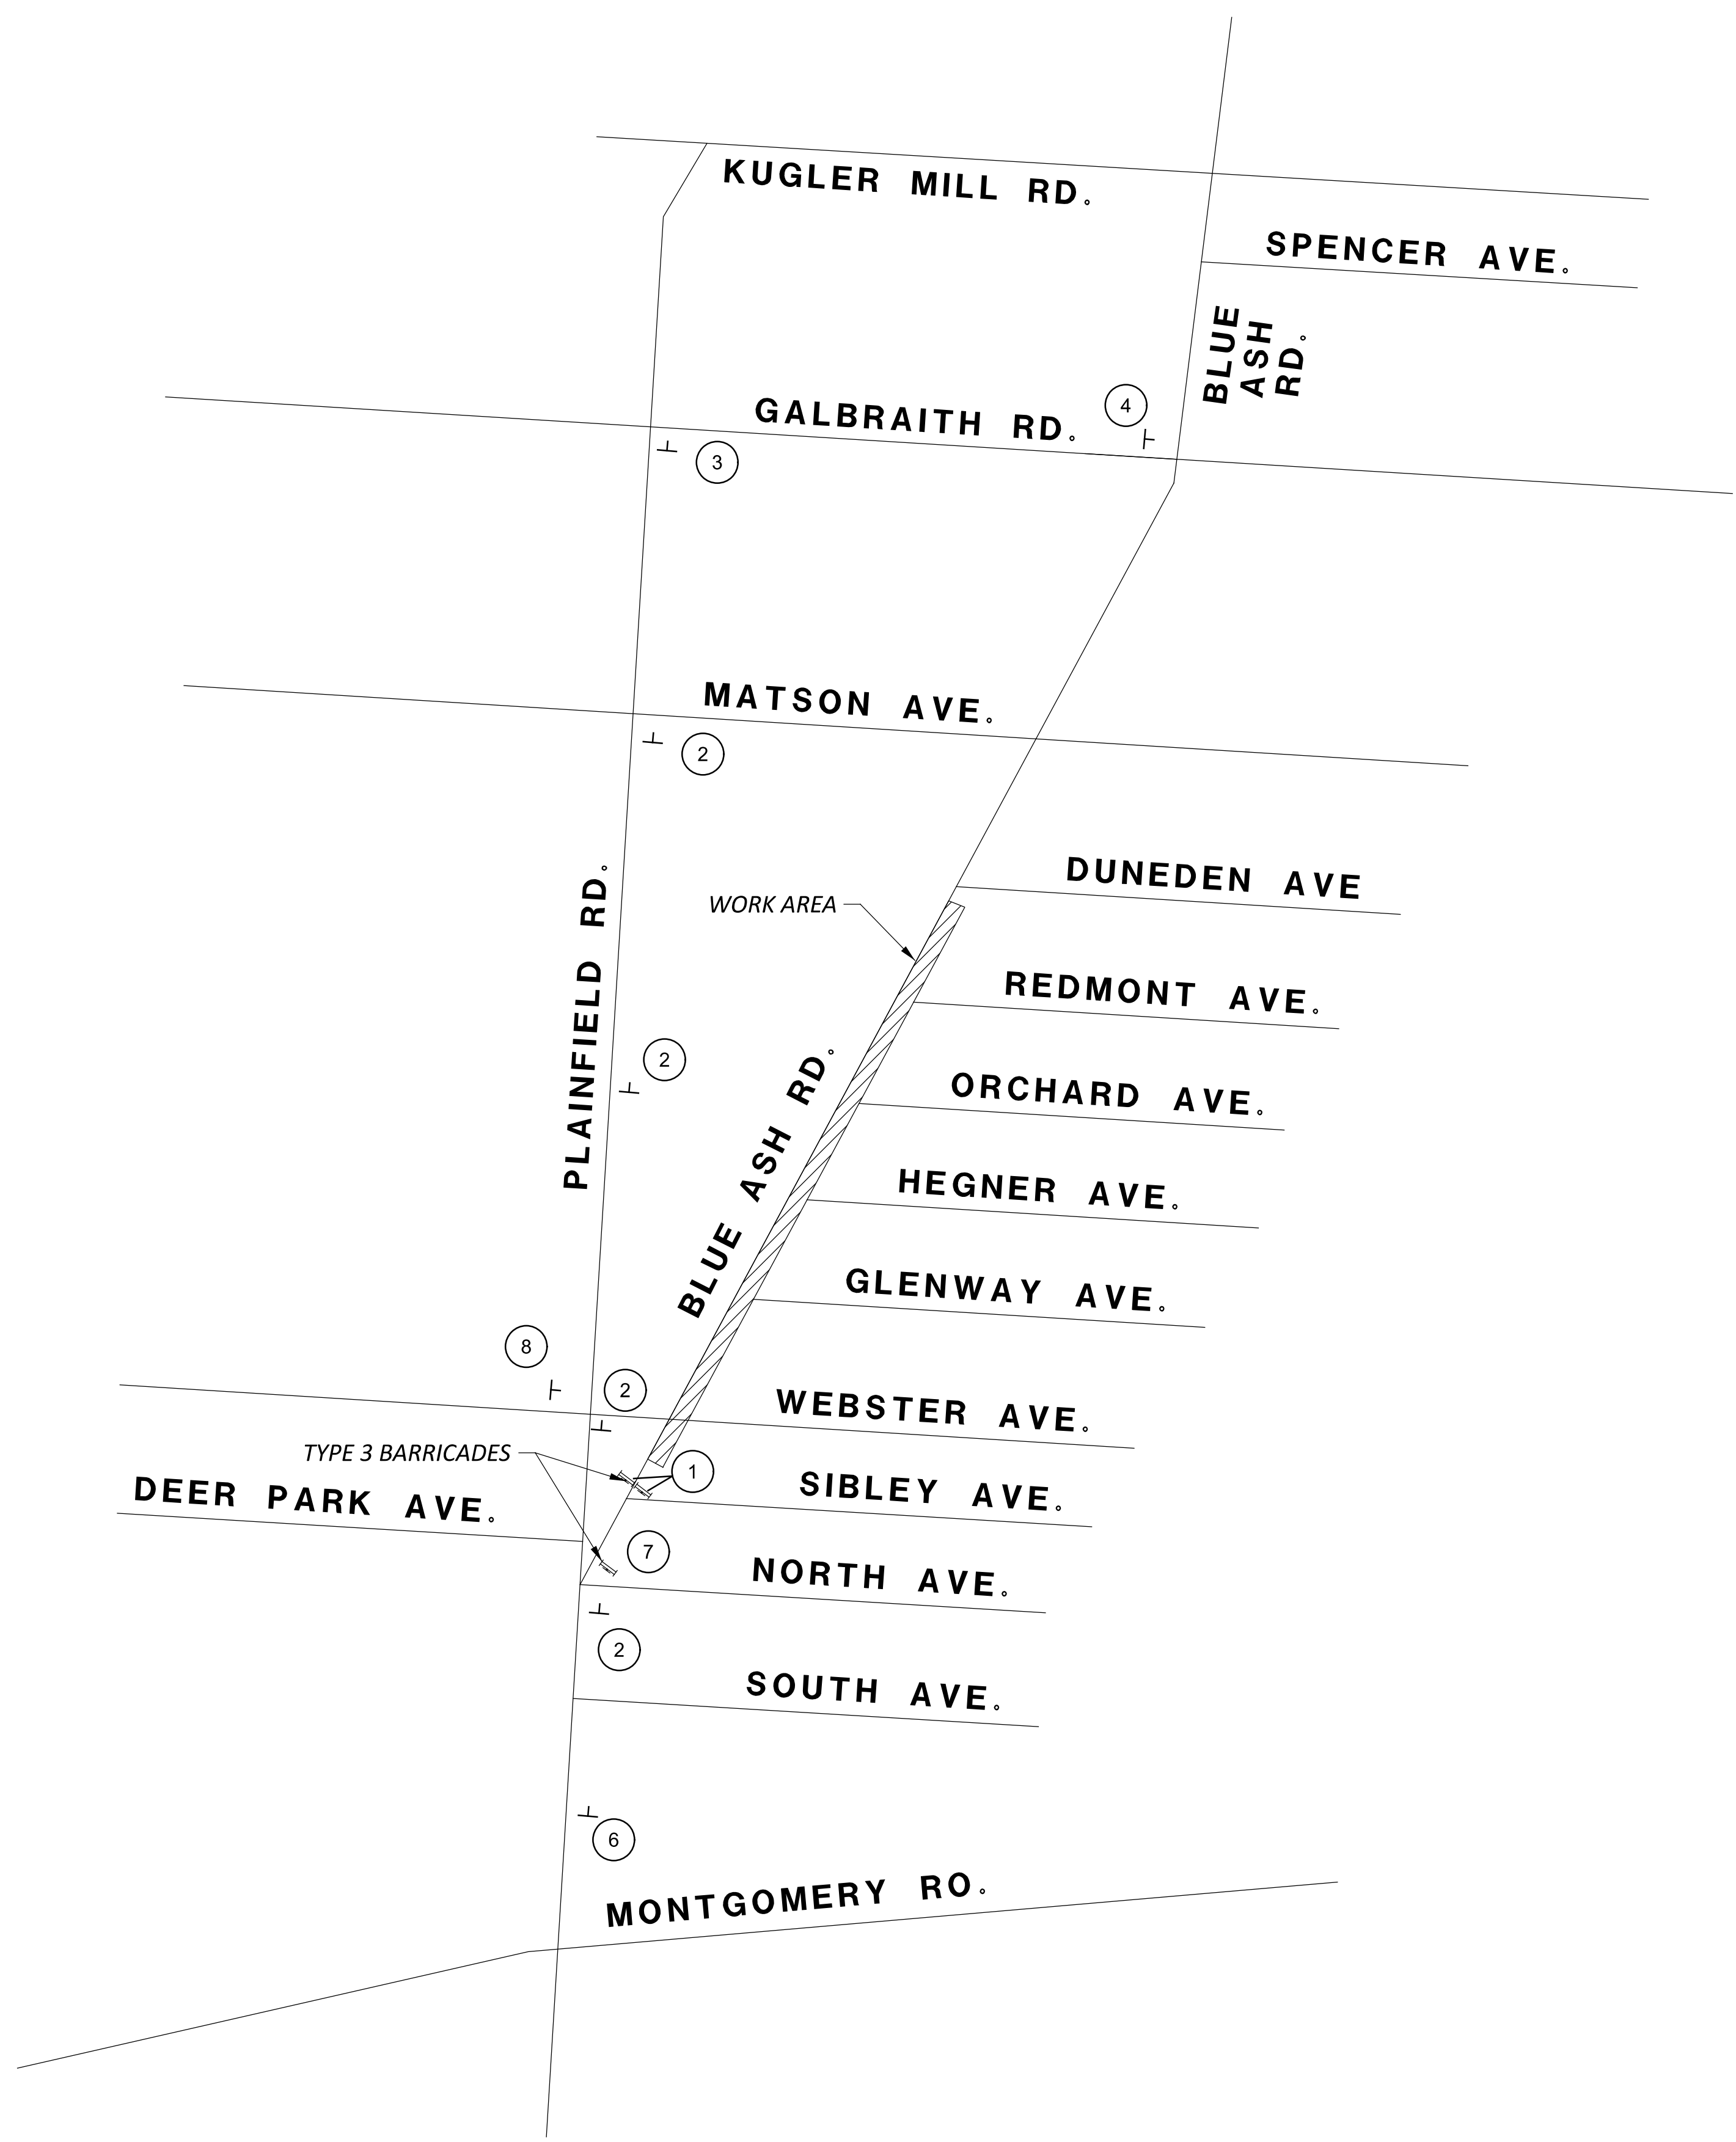 KUGLER MILL RD.
SPENCER AVE.
BLUE
ASH
RD.
4
GALBRAITH RD.
3
MATSON AVE.
2
DUNEDEN AVE
WORK AREA
PLAINFIELD RD.
REDMONT AVE.
2
BLUE ASH RD.
ORCHARD AVE.
HEGNER AVE.
GLENWAY AVE.
8
2
WEBSTER AVE.
TYPE 3 BARRICADES
1
SIBLEY AVE.
DEER PARK AVE.
7
NORTH AVE.
2
SOUTH AVE.
6
MONTGOMERY RO.